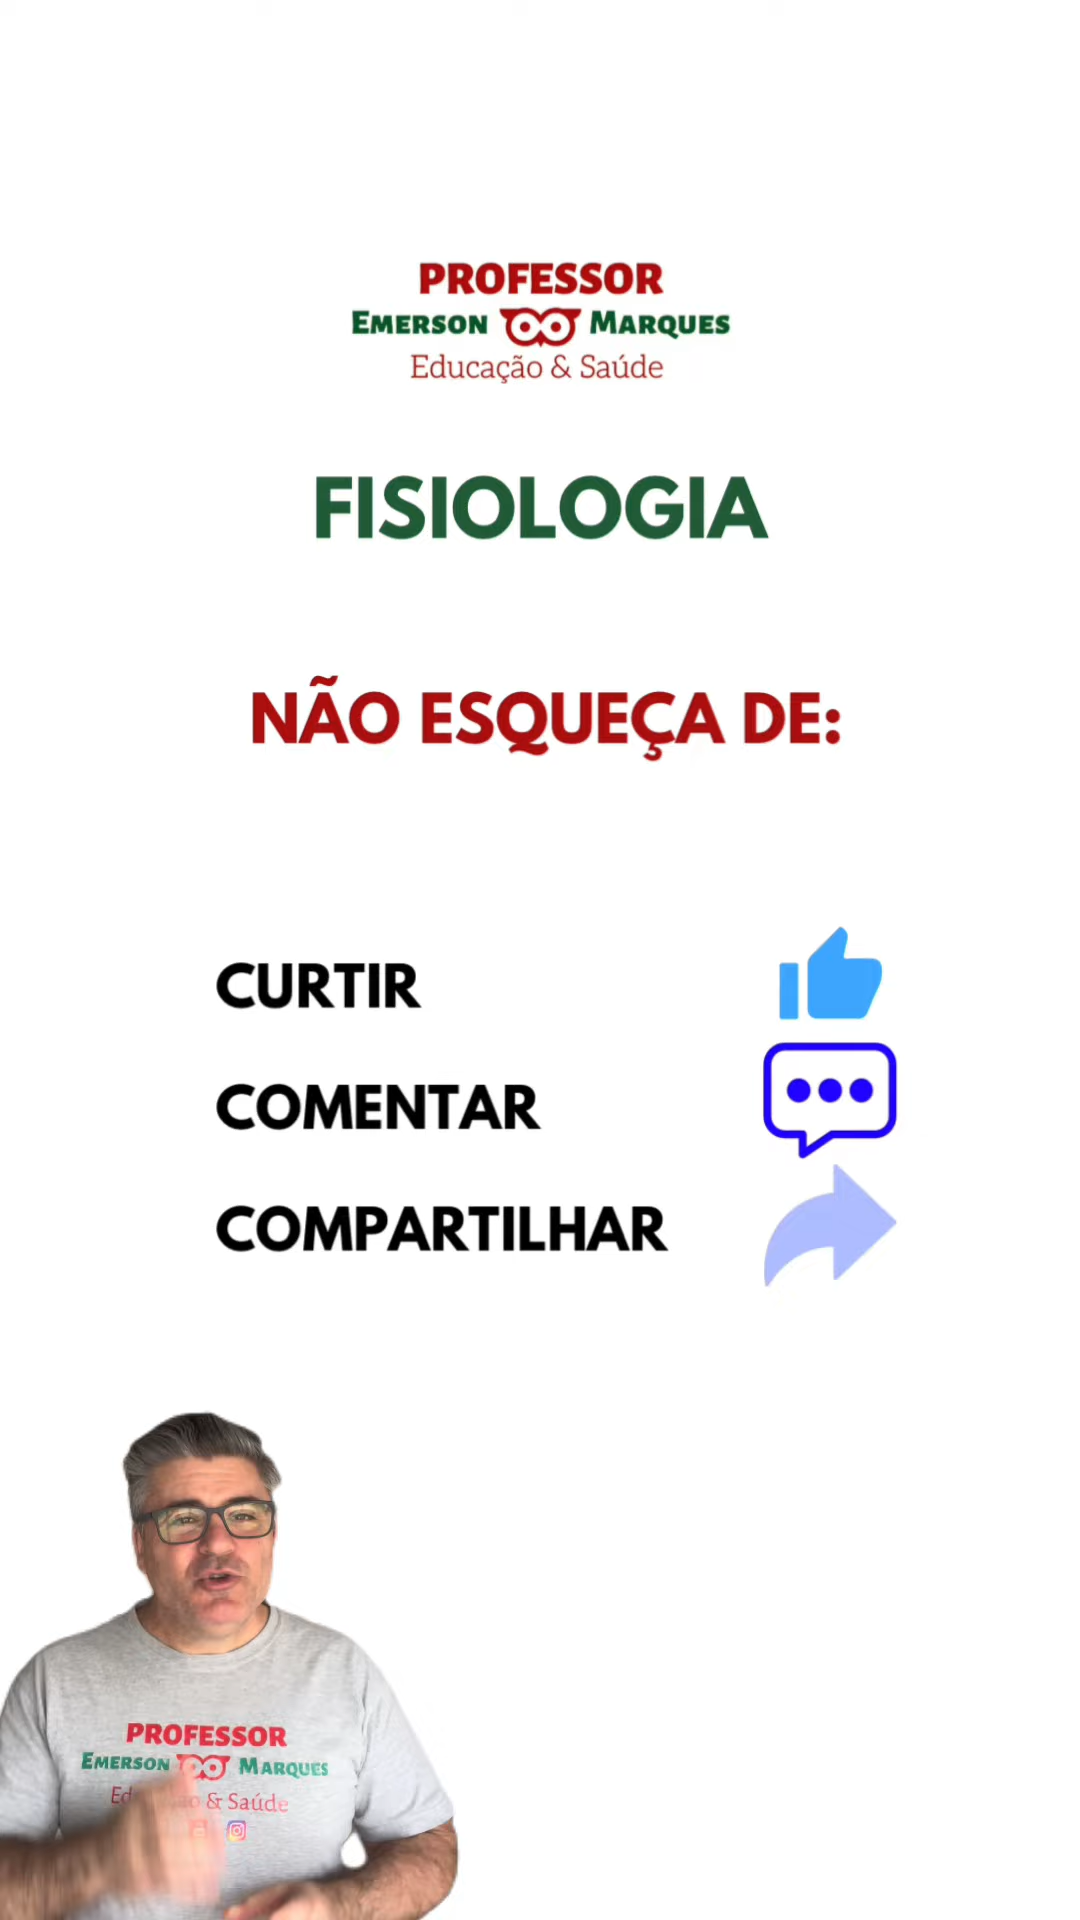 PROFESSOR
EMERSON MARQUES
Educação & Saúde
FISIOLOGIA
NÃO ESQUEÇA DE:
CURTIR
COMENTAR
COMPARTILHAR
PROFESSOR
EMERSON MARQUES
& Saúde